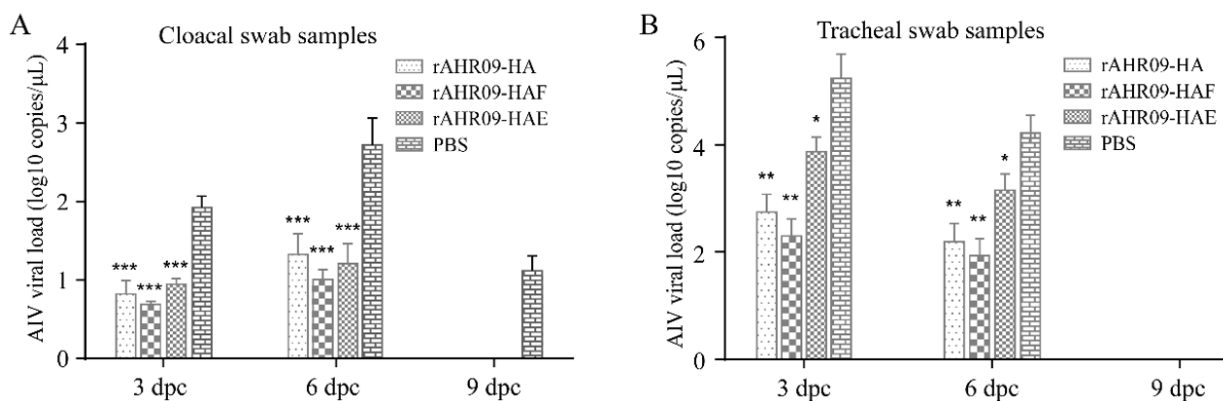 A
Cloacal swab samples
AIV viral load (log10 copies/μL)
4
3
2
1
0
rAHR09-HA
rAHR09-HAF
rAHR09-HAE
PBS
*** *** ***
*** *** ***
3 dpc 6 dpc 9 dpc
B
Tracheal swab samples
AIV viral load (log10 copies/μL)
6
4
2
0
rAHR09-HA
rAHR09-HAF
rAHR09-HAE
PBS
** ** *
** ** *
3 dpc 6 dpc 9 dpc